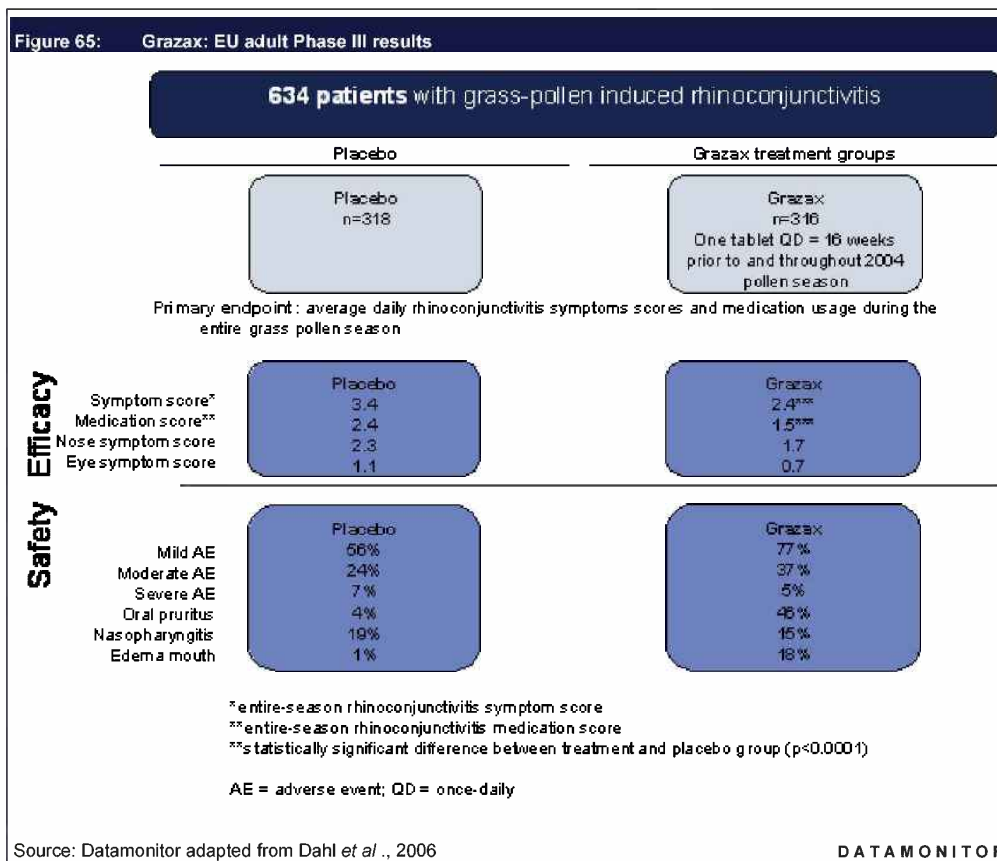 Figure 65: Grazax: EU adult Phase III results
634 patients with grass-pollen induced rhinoconjunctivitis
Placebo Grazax treatment groups
Placebo
n=318
Grazax
n=316
One tablet QD = 16 weeks
prior to and throughout 2004
pollen season
Primary endpoint: average daily rhinoconjunctivitis symptoms scores and medication usage during the
entire grass pollen season
Efficacy
Placebo Grazax
Symptom score* 3.4 2.4***
Medication score** 2.4 1.5***
Nose symptom score 2.3 1.7
Eye symptom score 1.1 0.7
Safety
Placebo Grazax
Mild AE 56% 77%
Moderate AE 24% 37%
Severe AE 7% 5%
Oral pruritus 4% 46%
Nasopharyngitis 19% 15%
Edema mouth 1% 18%
*entire-season rhinoconjunctivitis symptom score
**entire-season rhinoconjunctivitis medication score
**statistically significant difference between treatment and placebo group (p<0.0001)
AE = adverse event; QD = once-daily
Source: Datamonitor adapted from Dahl et al ., 2006 DATAMONITOR